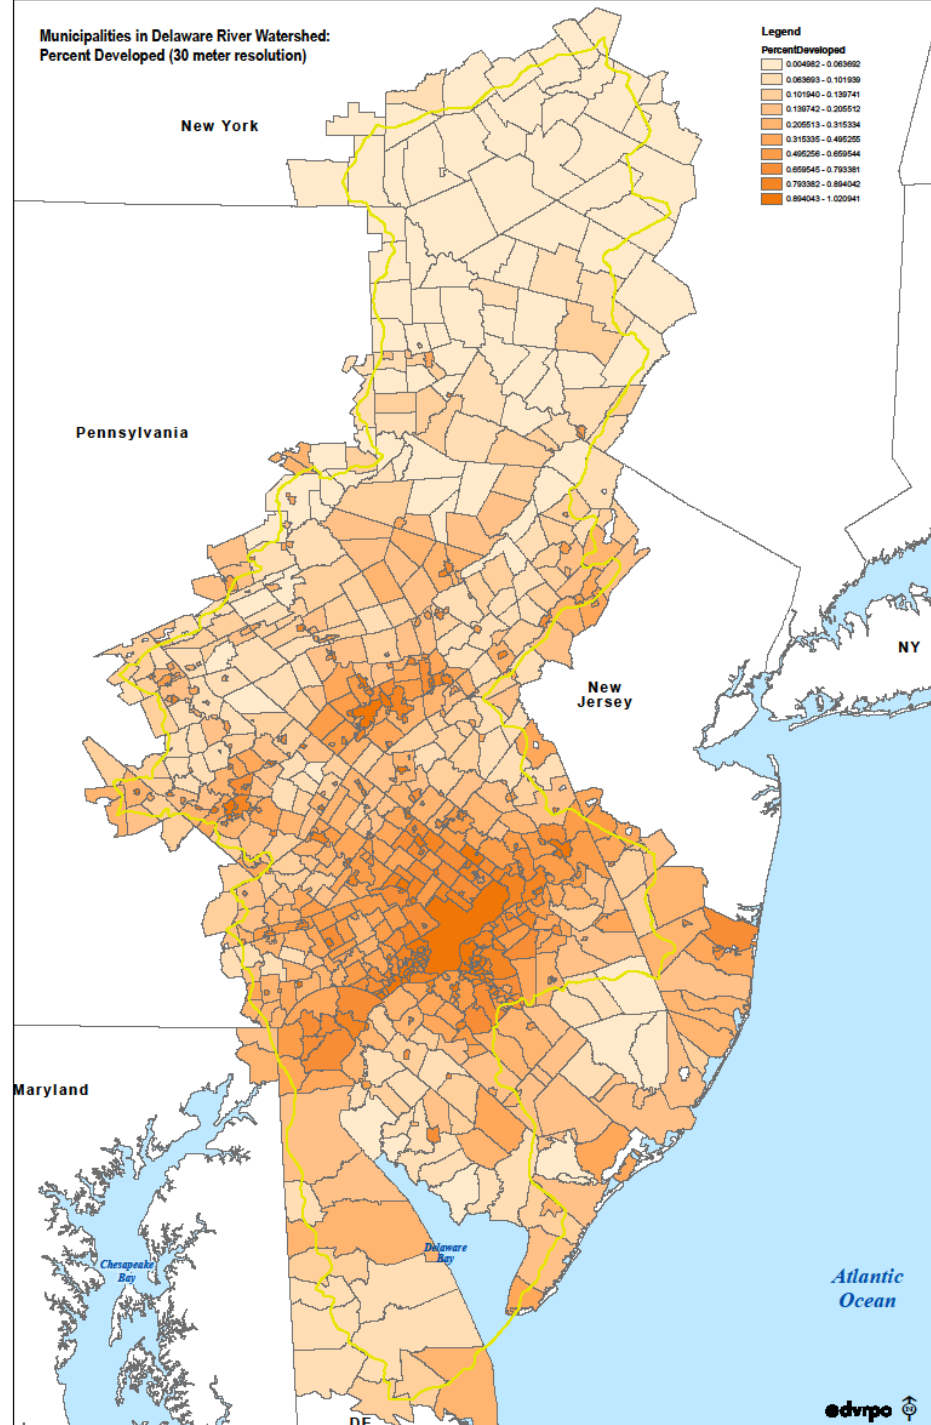 Municipalities in Delaware River Watershed:
Percent Developed (30 meter resolution)
Legend
PercentDeveloped
0.004982 - 0.063692
0.063693 - 0.101939
0.101940 - 0.139741
0.139742 - 0.205512
0.205513 - 0.315334
0.315335 - 0.495255
0.495256 - 0.659544
0.659545 - 0.793381
0.793382 - 0.894042
0.894043 - 1.020941
New York
Pennsylvania
NY
New
Jersey
Maryland
Delaware
Bay
Chesapeake
Bay
Atlantic
Ocean
DE
dvrpc
N